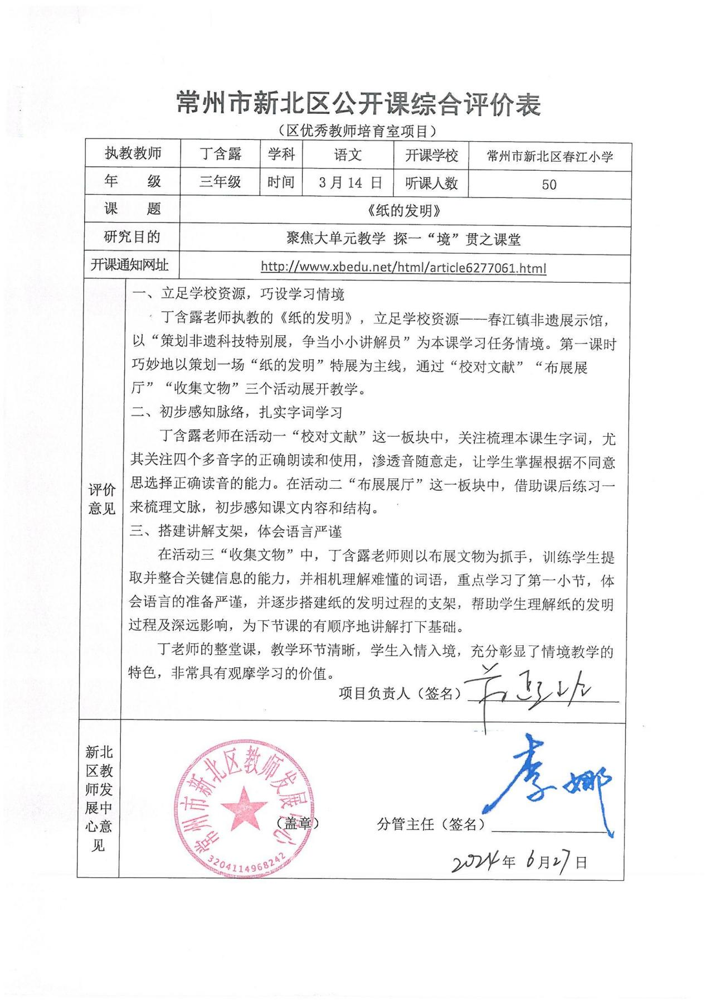 常州市新北区公开课综合评价表
（区优秀教师培育室项目）
执教教师 丁含露 学科 语文 开课学校 常州市新北区春江小学
年 级 三年级 时间 3月14日 听课人数 50
课 题 《纸的发明》
研究目的 聚焦大单元教学 探一“境”贯之课堂
开课通知网址 http://www.xbedu.net/html/article6277061.html
评价意见
一、立足学校资源，巧设学习情境
丁含露老师执教的《纸的发明》，立足学校资源——春江镇非遗展示馆，
以“策划非遗科技特别展，争当小小讲解员”为本课学习任务情境。第一课时
巧妙地以策划一场“纸的发明”特展为主线，通过“校对文献”“布展展
厅”“收集文物”三个活动展开教学。
二、初步感知脉络，扎实字词学习
丁含露老师在活动一“校对文献”这一板块中，关注梳理本课生字词，尤
其关注四个多音字的正确朗读和使用，渗透音随意走，让学生掌握根据不同意
思选择正确读音的能力。在活动二“布展展厅”这一板块中，借助课后练习一
来梳理文脉，初步感知课文内容和结构。
三、搭建讲解支架，体会语言严谨
在活动三“收集文物”中，丁含露老师则以布展文物为抓手，训练学生提
取并整合关键信息的能力，并相机理解难懂的词语，重点学习了第一小节，体
会语言的准备严谨，并逐步搭建纸的发明过程的支架，帮助学生理解纸的发明
过程及深远影响，为下节课的有顺序地讲解打下基础。
丁老师的整堂课，教学环节清晰，学生入情入境，充分彰显了情境教学的
特色，非常具有观摩学习的价值。
项目负责人（签名）
新北区教师发展中心意见
常州市新北区教师发展中心
3204114968242
（盖章） 分管主任（签名） 李娜
2024年6月27日